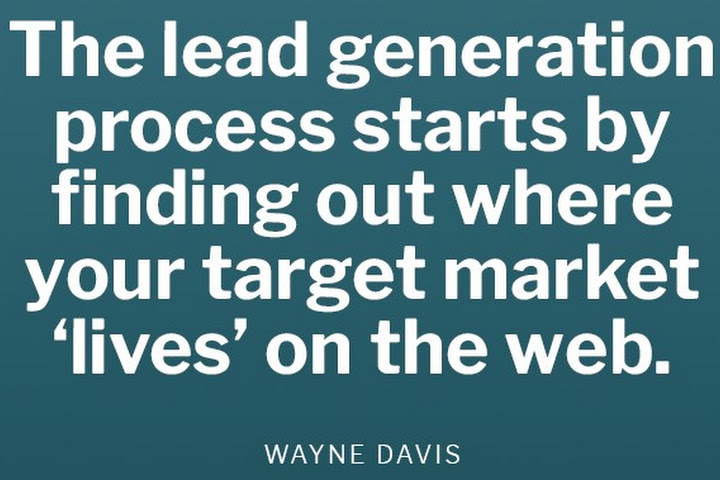 The lead generation
process starts by
finding out where
your target market
‘lives’ on the web.
WAYNE DAVIS